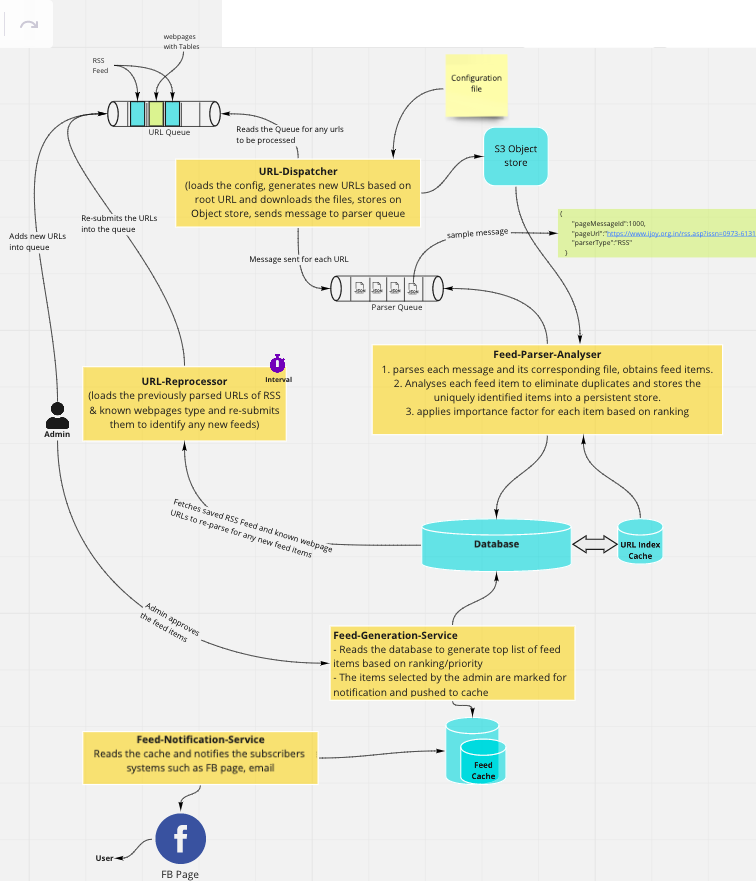 webpages
with Tables
RSS
Feed
URL Queue
Configuration
file
Reads the Queue for any urls
to be processed
S3 Object
store
URL-Dispatcher
(loads the config, generates new URLs based on
root URL and downloads the files, stores on
Object store, sends message to parser queue
Adds new URLs
into queue
Re-submits the URLs
into the queue
sample message
{
"pageMessageId":1000,
"pageUrl":"https://www.ijoy.org.in/rss.asp?issn=0973-6131
"parserType":"RSS"
}
Message sent for each URL
JSON
JSON
JSON
JSON
Parser Queue
Interval
URL-Reprocessor
(loads the previously parsed URLs of RSS
& known webpages type and re-submits
them to identify any new feeds)
Feed-Parser-Analyser
1. parses each message and its corresponding file, obtains feed items.
2. Analyses each feed item to eliminate duplicates and stores the
uniquely identified items into a persistent store.
3. applies importance factor for each item based on ranking
Admin
Fetches saved RSS Feed and known webpage
URLs to re-parse for any new feed items
Database
URL Index
Cache
Admin approves
the feed items
Feed-Generation-Service
- Reads the database to generate top list of feed
items based on ranking/priority
- The items selected by the admin are marked for
notification and pushed to cache
Feed-Notification-Service
Reads the cache and notifies the subscribers
systems such as FB page, email
Feed
Cache
f
User
FB Page